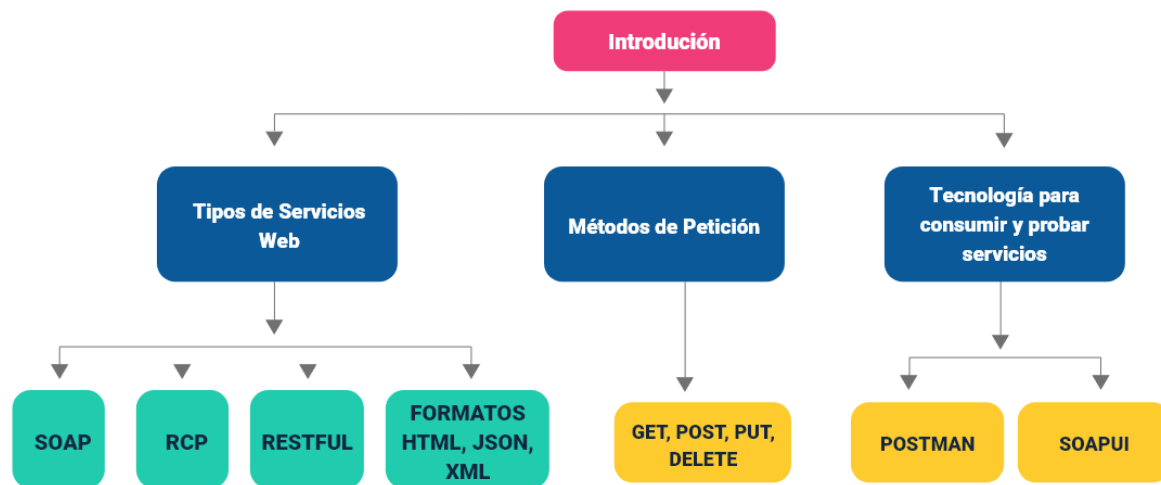 Introdución
Tipos de Servicios
Web
Métodos de Petición
Tecnología para
consumir y probar
servicios
SOAP
RCP
RESTFUL
FORMATOS
HTML, JSON,
XML
GET, POST, PUT,
DELETE
POSTMAN
SOAPUI